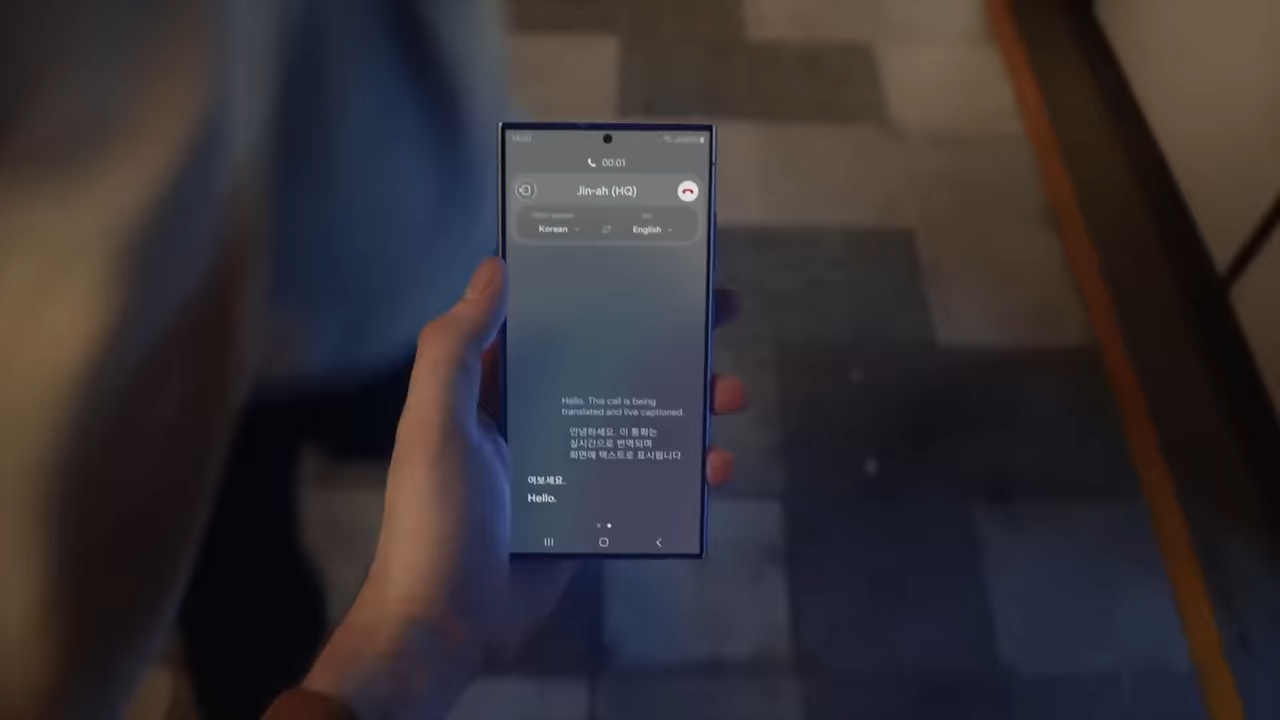 00:01
Jin-ah (HQ)
Korean
English
Hello. This call is being
translated and live captioned.
안녕하세요. 이 통화는
실시간으로 번역되며
화면에 텍스트로 표시됩니다.
여보세요.
Hello.